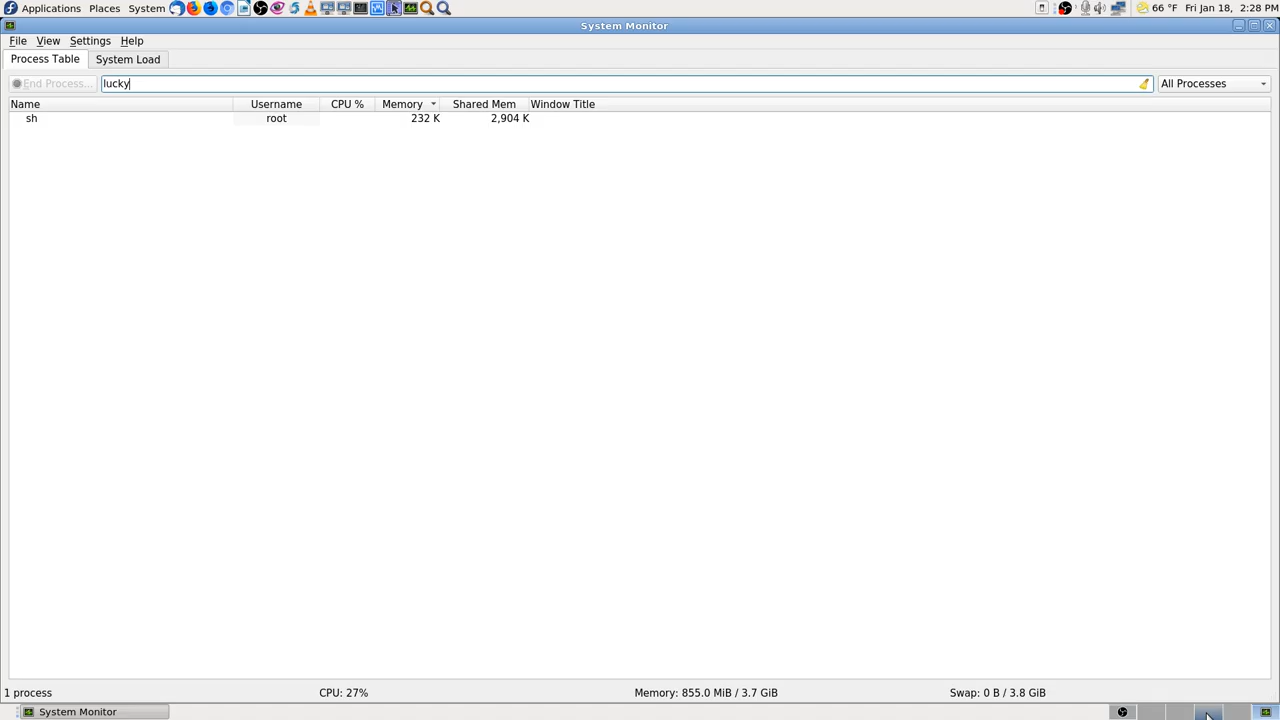 Applications Places System 66 °F Fri Jan 18, 2:28 PM
System Monitor
File View Settings Help
Process Table System Load
End Process... lucky All Processes
Name Username CPU % Memory Shared Mem Window Title
sh root 232 K 2,904 K
1 process CPU: 27% Memory: 855.0 MiB / 3.7 GiB Swap: 0 B / 3.8 GiB
System Monitor